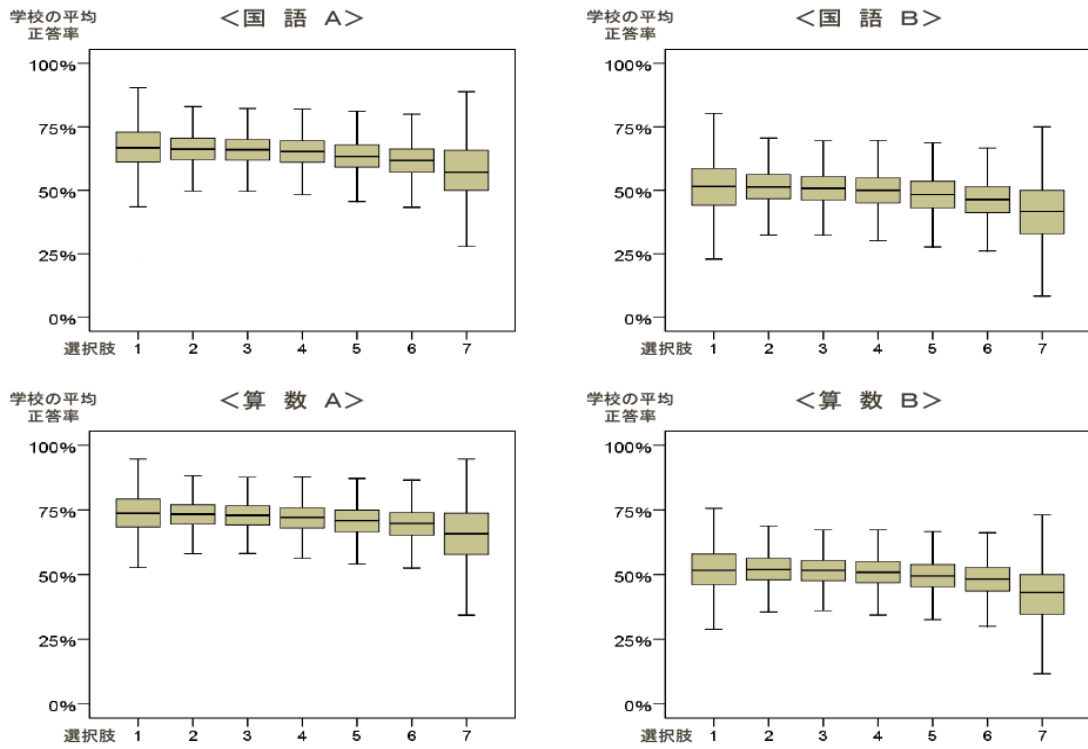 学校の平均
正答率
＜国 語 A＞
100%
75%
50%
25%
0%
選択肢 1 2 3 4 5 6 7
学校の平均
正答率
＜国 語 B＞
100%
75%
50%
25%
0%
選択肢 1 2 3 4 5 6 7
学校の平均
正答率
＜算 数 A＞
100%
75%
50%
25%
0%
選択肢 1 2 3 4 5 6 7
学校の平均
正答率
＜算 数 B＞
100%
75%
50%
25%
0%
選択肢 1 2 3 4 5 6 7